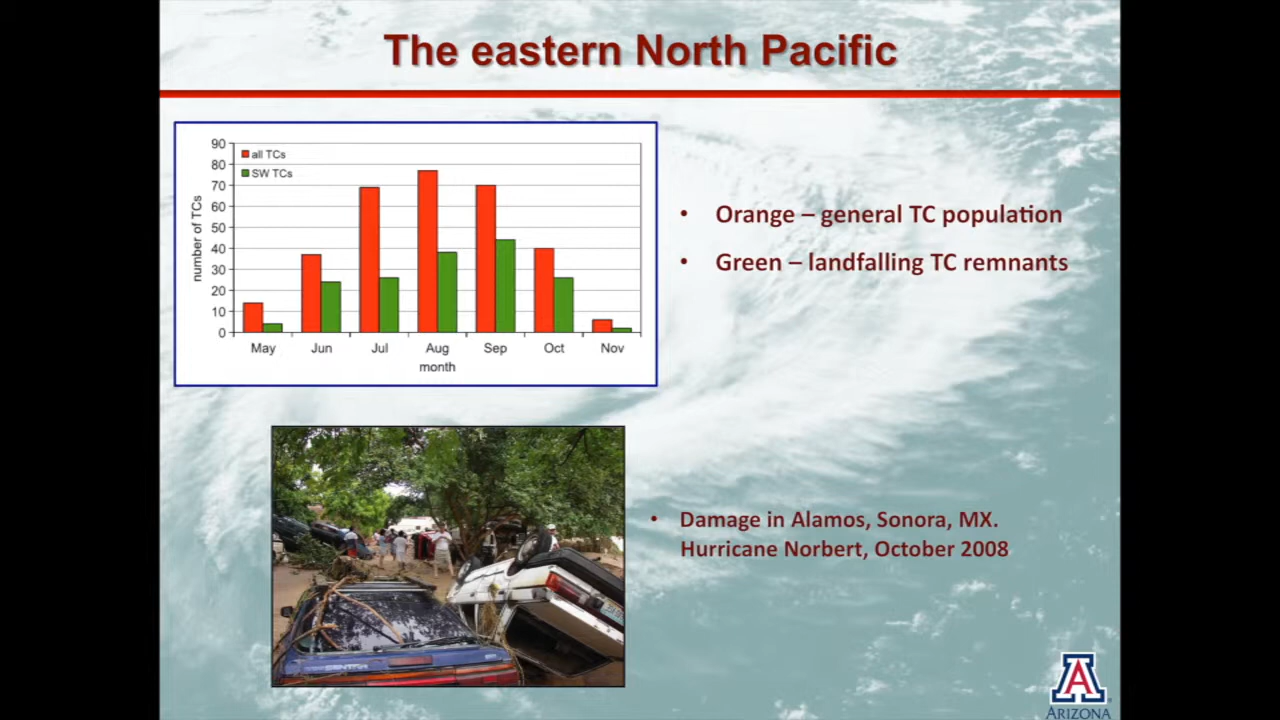 The eastern North Pacific
90
80
70
60
50
40
30
20
10
0
number of TCs
all TCs
SW TCs
May Jun Jul Aug Sep Oct Nov
month
• Orange – general TC population
• Green – landfalling TC remnants
SENTRA
• Damage in Alamos, Sonora, MX.
Hurricane Norbert, October 2008
A
ARIZONA